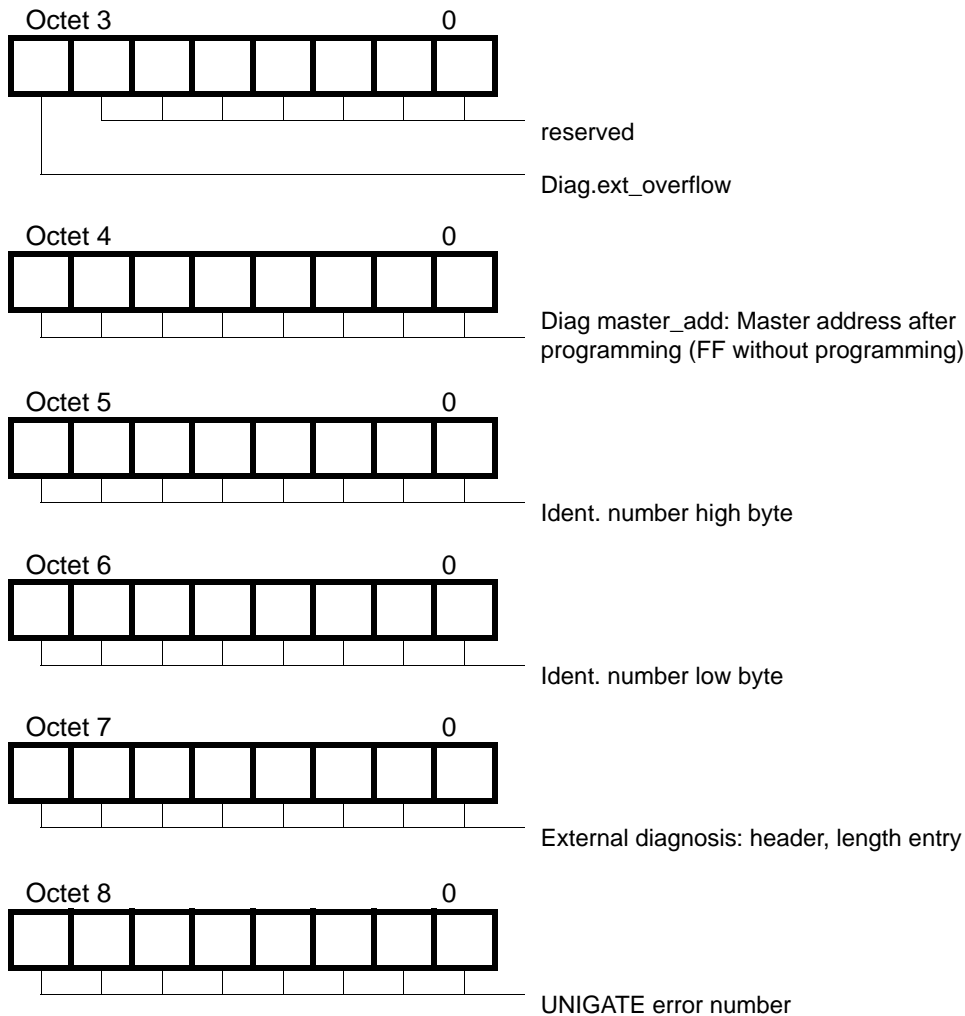 Octet 3 0
reserved
Diag.ext_overflow
Octet 4 0
Diag master_add: Master address after
programming (FF without programming)
Octet 5 0
Ident. number high byte
Octet 6 0
Ident. number low byte
Octet 7 0
External diagnosis: header, length entry
Octet 8 0
UNIGATE error number